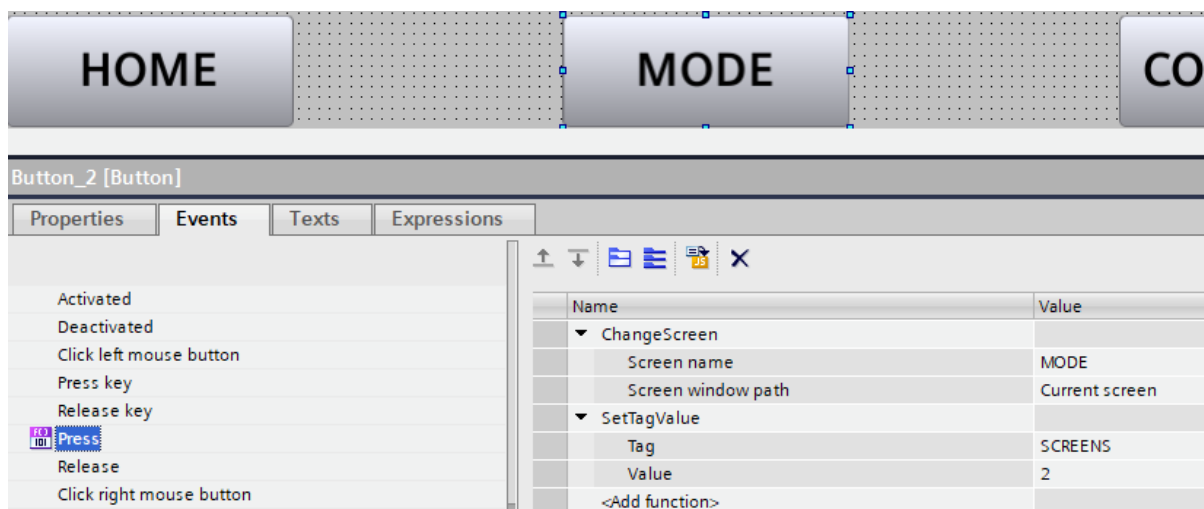 HOME MODE CO
Button_2 [Button]
Properties Events Texts Expressions
Name Value
Activated
Deactivated
Click left mouse button
Press key
Release key
Press
Release
Click right mouse button
ChangeScreen
Screen name MODE
Screen window path Current screen
SetTagValue
Tag SCREENS
Value 2
<Add function>